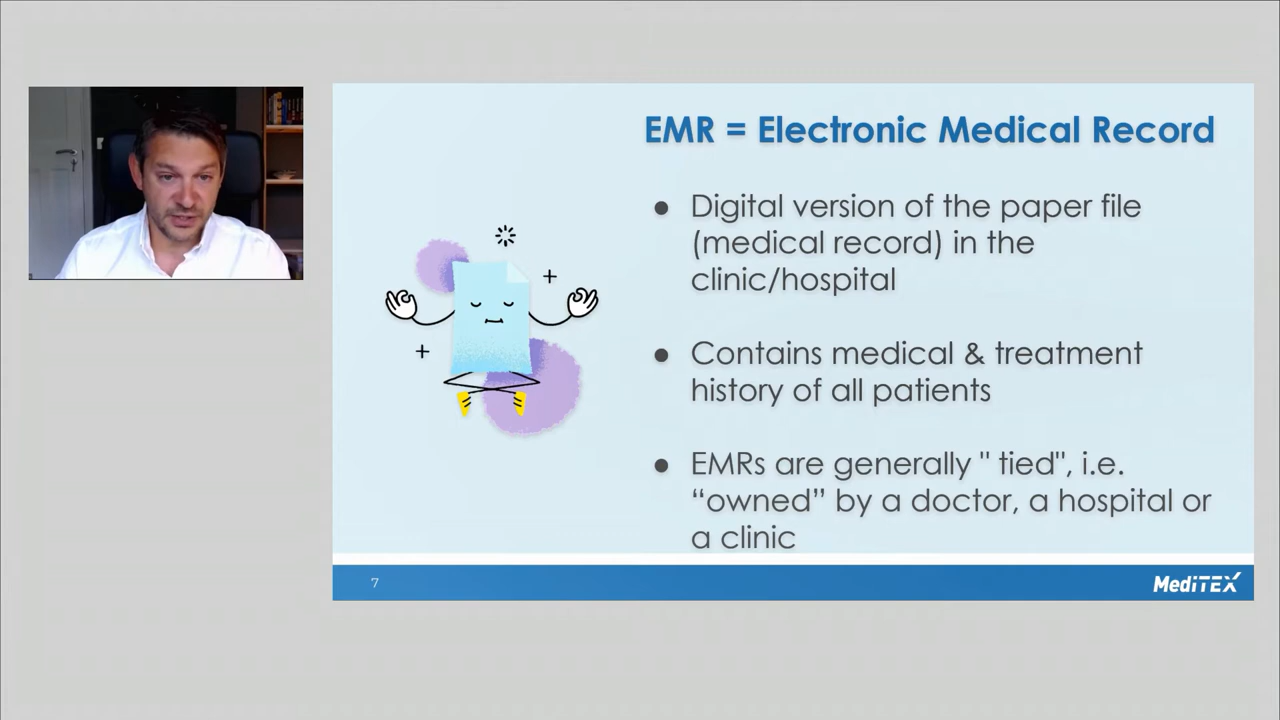 EMR = Electronic Medical Record
● Digital version of the paper file
(medical record) in the
clinic/hospital
● Contains medical & treatment
history of all patients
● EMRs are generally " tied", i.e.
“owned” by a doctor, a hospital or
a clinic
7
MediTEX